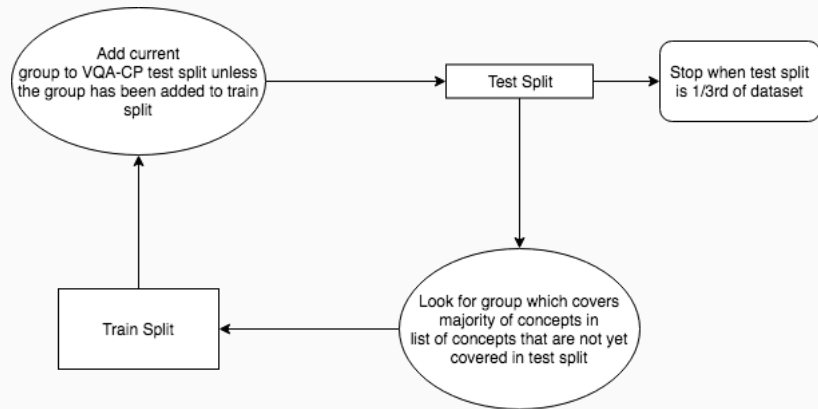 Add current
group to VQA-CP test split unless
the group has been added to train
split
Test Split
Stop when test split
is 1/3rd of dataset
Look for group which covers
majority of concepts in
list of concepts that are not yet
covered in test split
Train Split